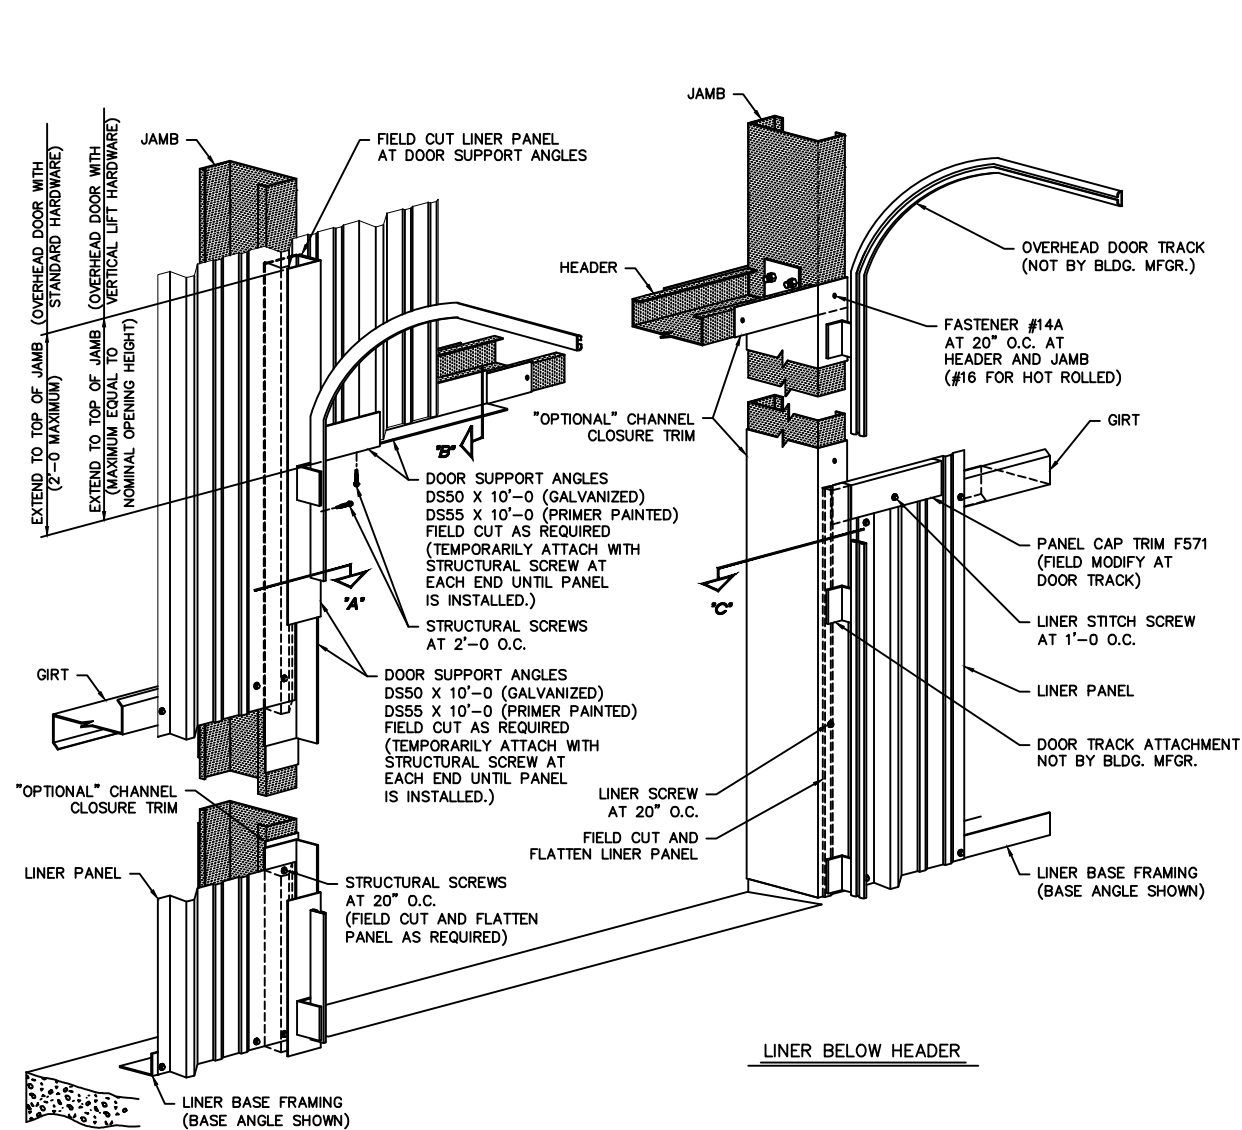 JAMB
FIELD CUT LINER PANEL
AT DOOR SUPPORT ANGLES
EXTEND TO TOP OF JAMB (OVERHEAD DOOR WITH
(2'-0 MAXIMUM) STANDARD HARDWARE)
EXTEND TO TOP OF JAMB (OVERHEAD DOOR WITH
(MAXIMUM EQUAL TO VERTICAL LIFT HARDWARE)
NOMINAL OPENING HEIGHT)
"B"
DOOR SUPPORT ANGLES
DS50 X 10'-0 (GALVANIZED)
DS55 X 10'-0 (PRIMER PAINTED)
FIELD CUT AS REQUIRED
(TEMPORARILY ATTACH WITH
STRUCTURAL SCREW AT
EACH END UNTIL PANEL
IS INSTALLED.)
"A"
STRUCTURAL SCREWS
AT 2'-0 O.C.
GIRT
DOOR SUPPORT ANGLES
DS50 X 10'-0 (GALVANIZED)
DS55 X 10'-0 (PRIMER PAINTED)
FIELD CUT AS REQUIRED
(TEMPORARILY ATTACH WITH
STRUCTURAL SCREW AT
EACH END UNTIL PANEL
IS INSTALLED.)
"OPTIONAL" CHANNEL
CLOSURE TRIM
LINER PANEL
STRUCTURAL SCREWS
AT 20" O.C.
(FIELD CUT AND FLATTEN
PANEL AS REQUIRED)
LINER BASE FRAMING
(BASE ANGLE SHOWN)
JAMB
HEADER
OVERHEAD DOOR TRACK
(NOT BY BLDG. MFGR.)
FASTENER #14A
AT 20" O.C. AT
HEADER AND JAMB
(#16 FOR HOT ROLLED)
"OPTIONAL" CHANNEL
CLOSURE TRIM
GIRT
PANEL CAP TRIM F571
(FIELD MODIFY AT
DOOR TRACK)
"C"
LINER STITCH SCREW
AT 1'-0 O.C.
LINER PANEL
DOOR TRACK ATTACHMENT
NOT BY BLDG. MFGR.
LINER SCREW
AT 20" O.C.
FIELD CUT AND
FLATTEN LINER PANEL
LINER BASE FRAMING
(BASE ANGLE SHOWN)
LINER BELOW HEADER